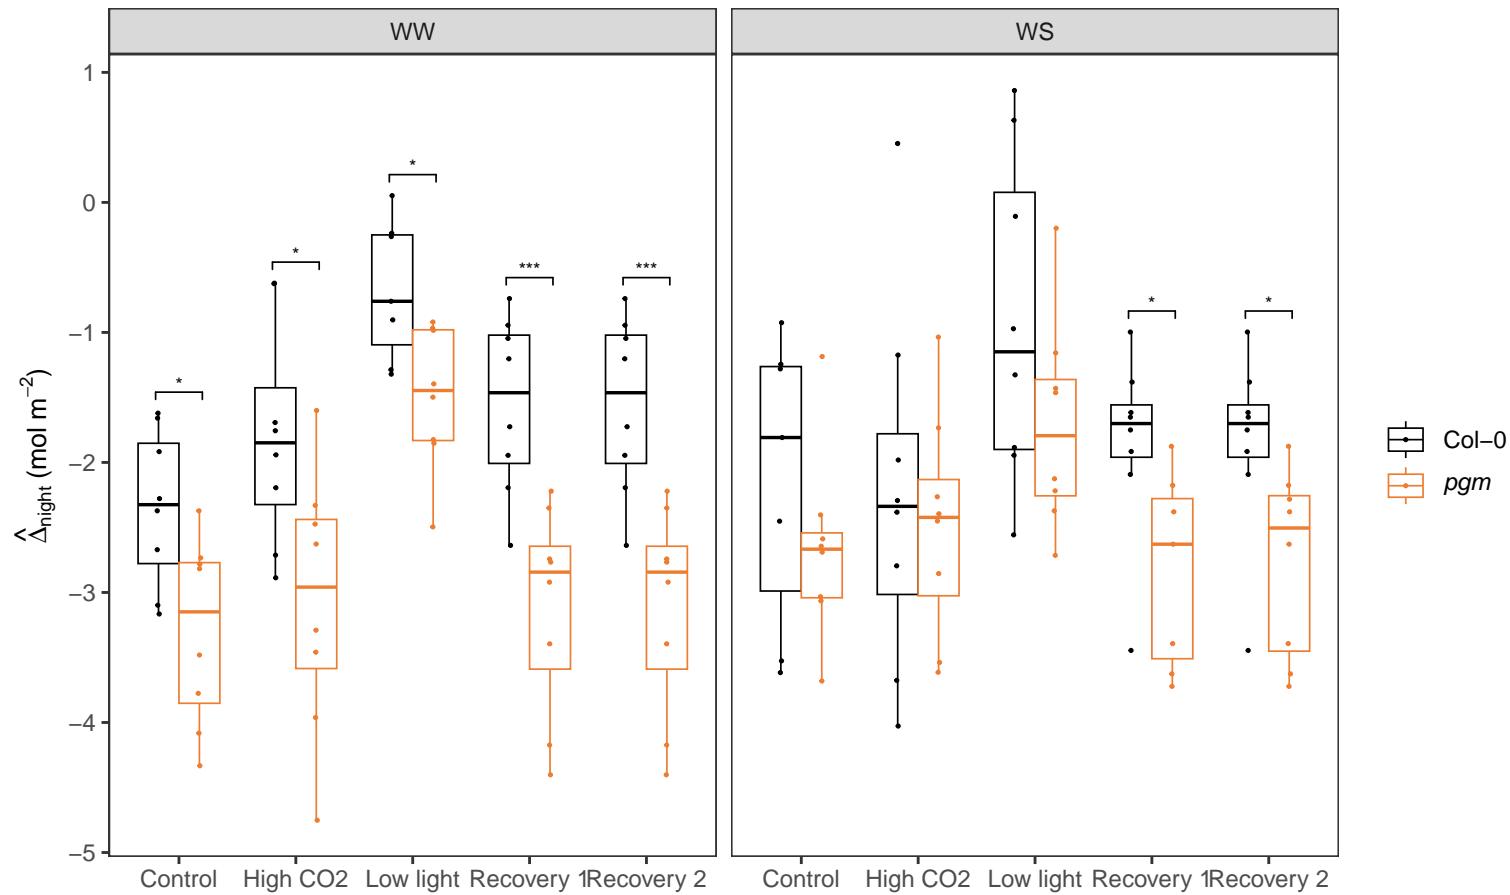 WW WS
1
0
−1
−2
−3
−4
−5
Δ̂night (mol m−2)
* * * *** *** * *
Control High CO2 Low light Recovery 1 Recovery 2 Control High CO2 Low light Recovery 1 Recovery 2
Col−0
pgm